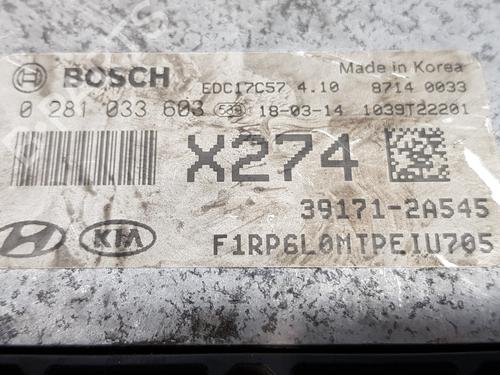 BOSCH EDC17C57 4.10 Made in Korea
8714 0033
0 281 033 603 18-03-14 1039T22201
X274
39171-2A545
KIA F1RP6L0MTPEIU705